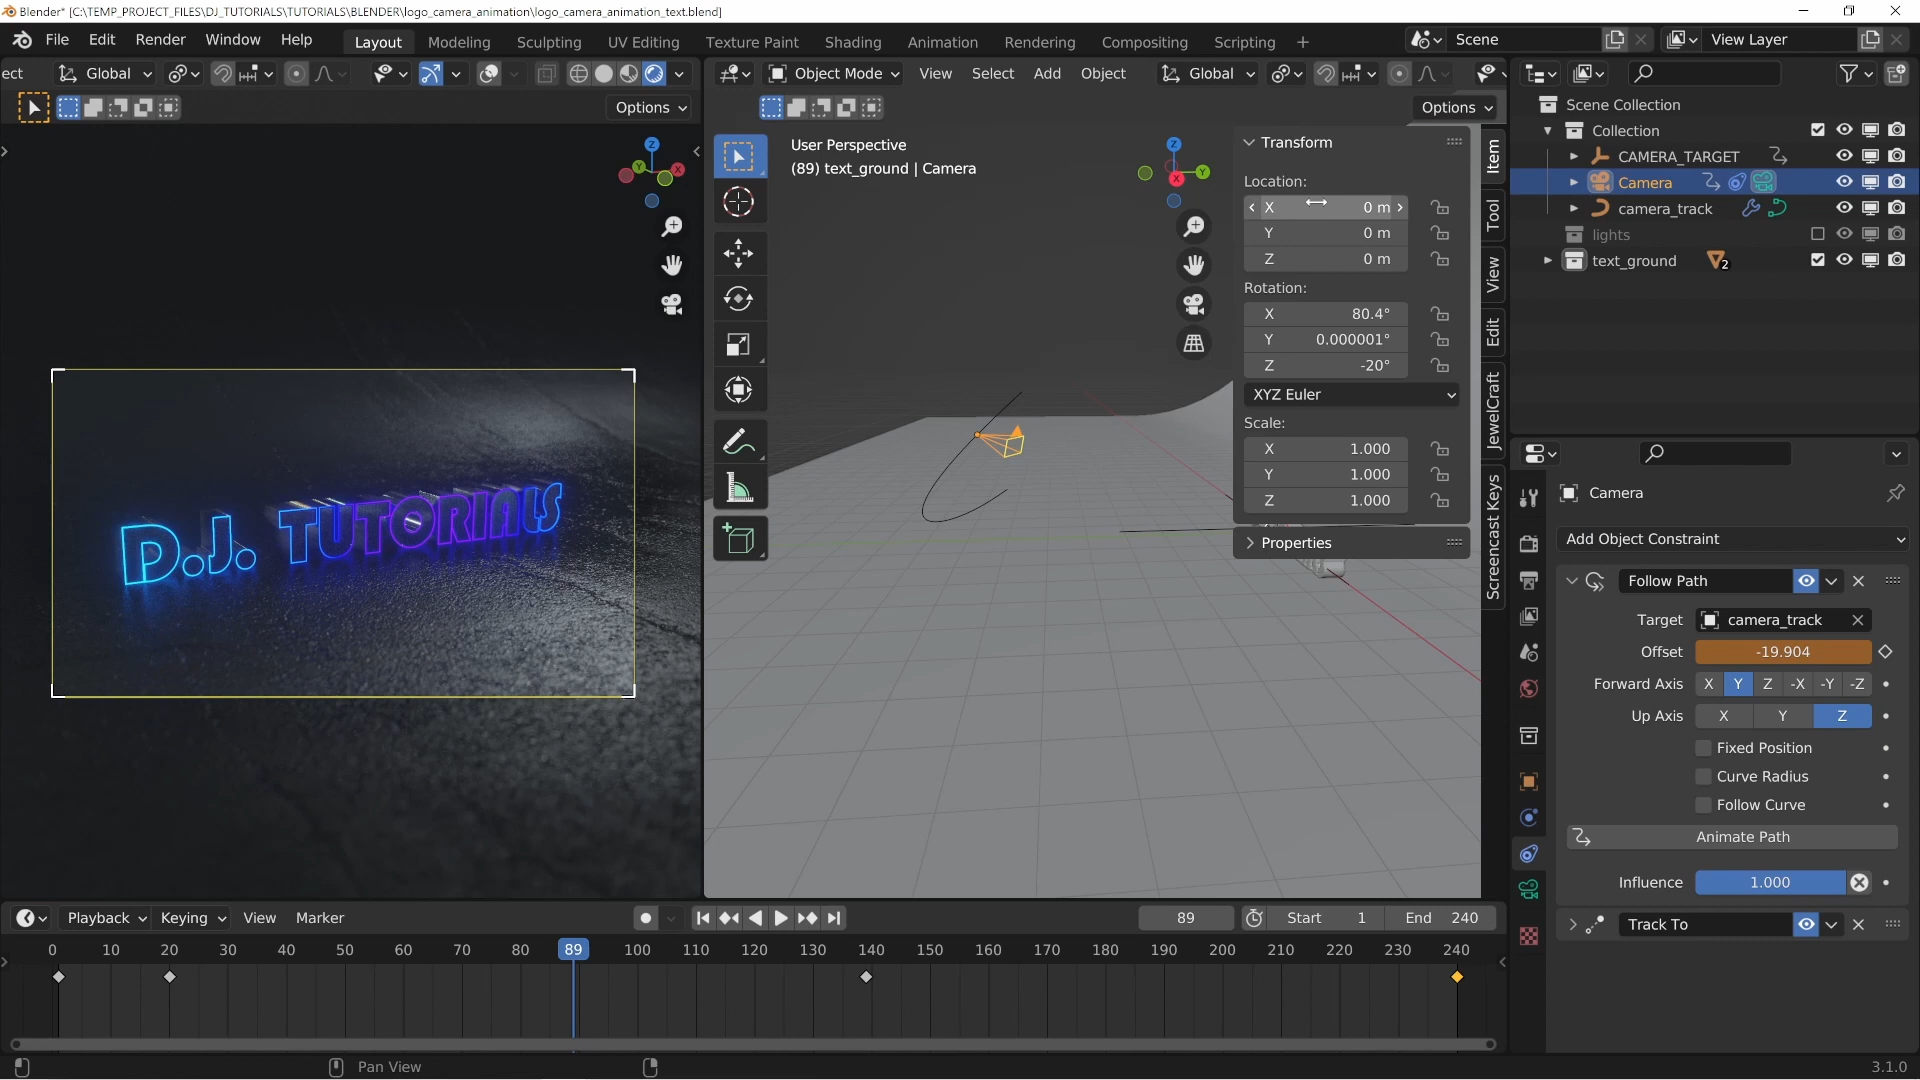 Blender* [C:\TEMP_PROJECT_FILES\DJ_TUTORIALS\TUTORIALS\BLENDER\logo_camera_animation\logo_camera_animation_text.blend]
File Edit Render Window Help Layout Modeling Sculpting UV Editing Texture Paint Shading Animation Rendering Compositing Scripting + Scene View Layer
ect Global Object Mode View Select Add Object Global
Options Options
Scene Collection
Collection
CAMERA_TARGET
Camera
camera_track
lights
text_ground 2
Z
Y X
D.J. TUTORIALS
User Perspective
(89) text_ground | Camera
Z
Y
X
Transform
Location:
X 0 m
Y 0 m
Z 0 m
Rotation:
X 80.4°
Y 0.000001°
Z -20°
XYZ Euler
Scale:
X 1.000
Y 1.000
Z 1.000
Properties
Item
Tool
View
Edit
JewelCraft
Screencast Keys
Camera
Add Object Constraint
Follow Path
Target camera_track
Offset -19.904
Forward Axis X Y Z -X -Y -Z
Up Axis X Y Z
Fixed Position
Curve Radius
Follow Curve
Animate Path
Influence 1.000
Track To
Playback Keying View Marker 89 Start 1 End 240
0 10 20 30 40 50 60 70 80 89 100 110 120 130 140 150 160 170 180 190 200 210 220 230 240
Pan View 3.1.0